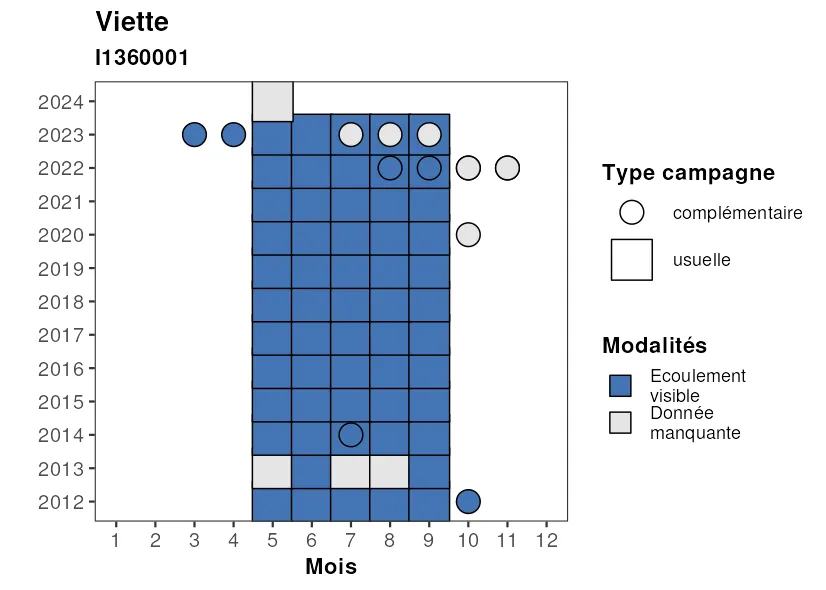 Viette
I1360001
2024
2023
2022
2021
2020
2019
2018
2017
2016
2015
2014
2013
2012
1 2 3 4 5 6 7 8 9 10 11 12
Mois
Type campagne
complémentaire
usuelle
Modalités
Ecoulement
visible
Donnée
manquante